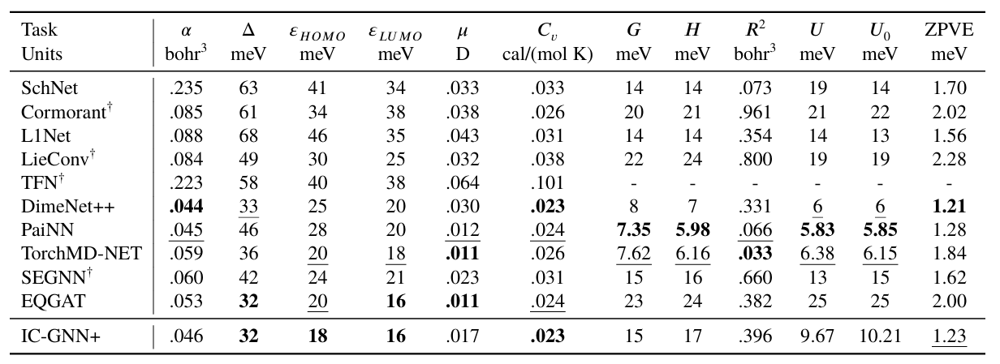 Task α Δ ε_HOMO ε_LUMO μ C_v G H R² U U₀ ZPVE
Units bohr³ meV meV meV D cal/(mol K) meV meV bohr³ meV meV meV
SchNet .235 63 41 34 .033 .033 14 14 .073 19 14 1.70
Cormorant† .085 61 34 38 .038 .026 20 21 .961 21 22 2.02
L1Net .088 68 46 35 .043 .031 14 14 .354 14 13 1.56
LieConv† .084 49 30 25 .032 .038 22 24 .800 19 19 2.28
TFN† .223 58 40 38 .064 .101 - - - - - -
DimeNet++ .044 33 25 20 .030 .023 8 7 .331 6 6 1.21
PaiNN .045 46 28 20 .012 .024 7.35 5.98 .066 5.83 5.85 1.28
TorchMD-NET .059 36 20 18 .011 .026 7.62 6.16 .033 6.38 6.15 1.84
SEGNN† .060 42 24 21 .023 .031 15 16 .660 13 15 1.62
EQGAT .053 32 20 16 .011 .024 23 24 .382 25 25 2.00
IC-GNN+ .046 32 18 16 .017 .023 15 17 .396 9.67 10.21 1.23